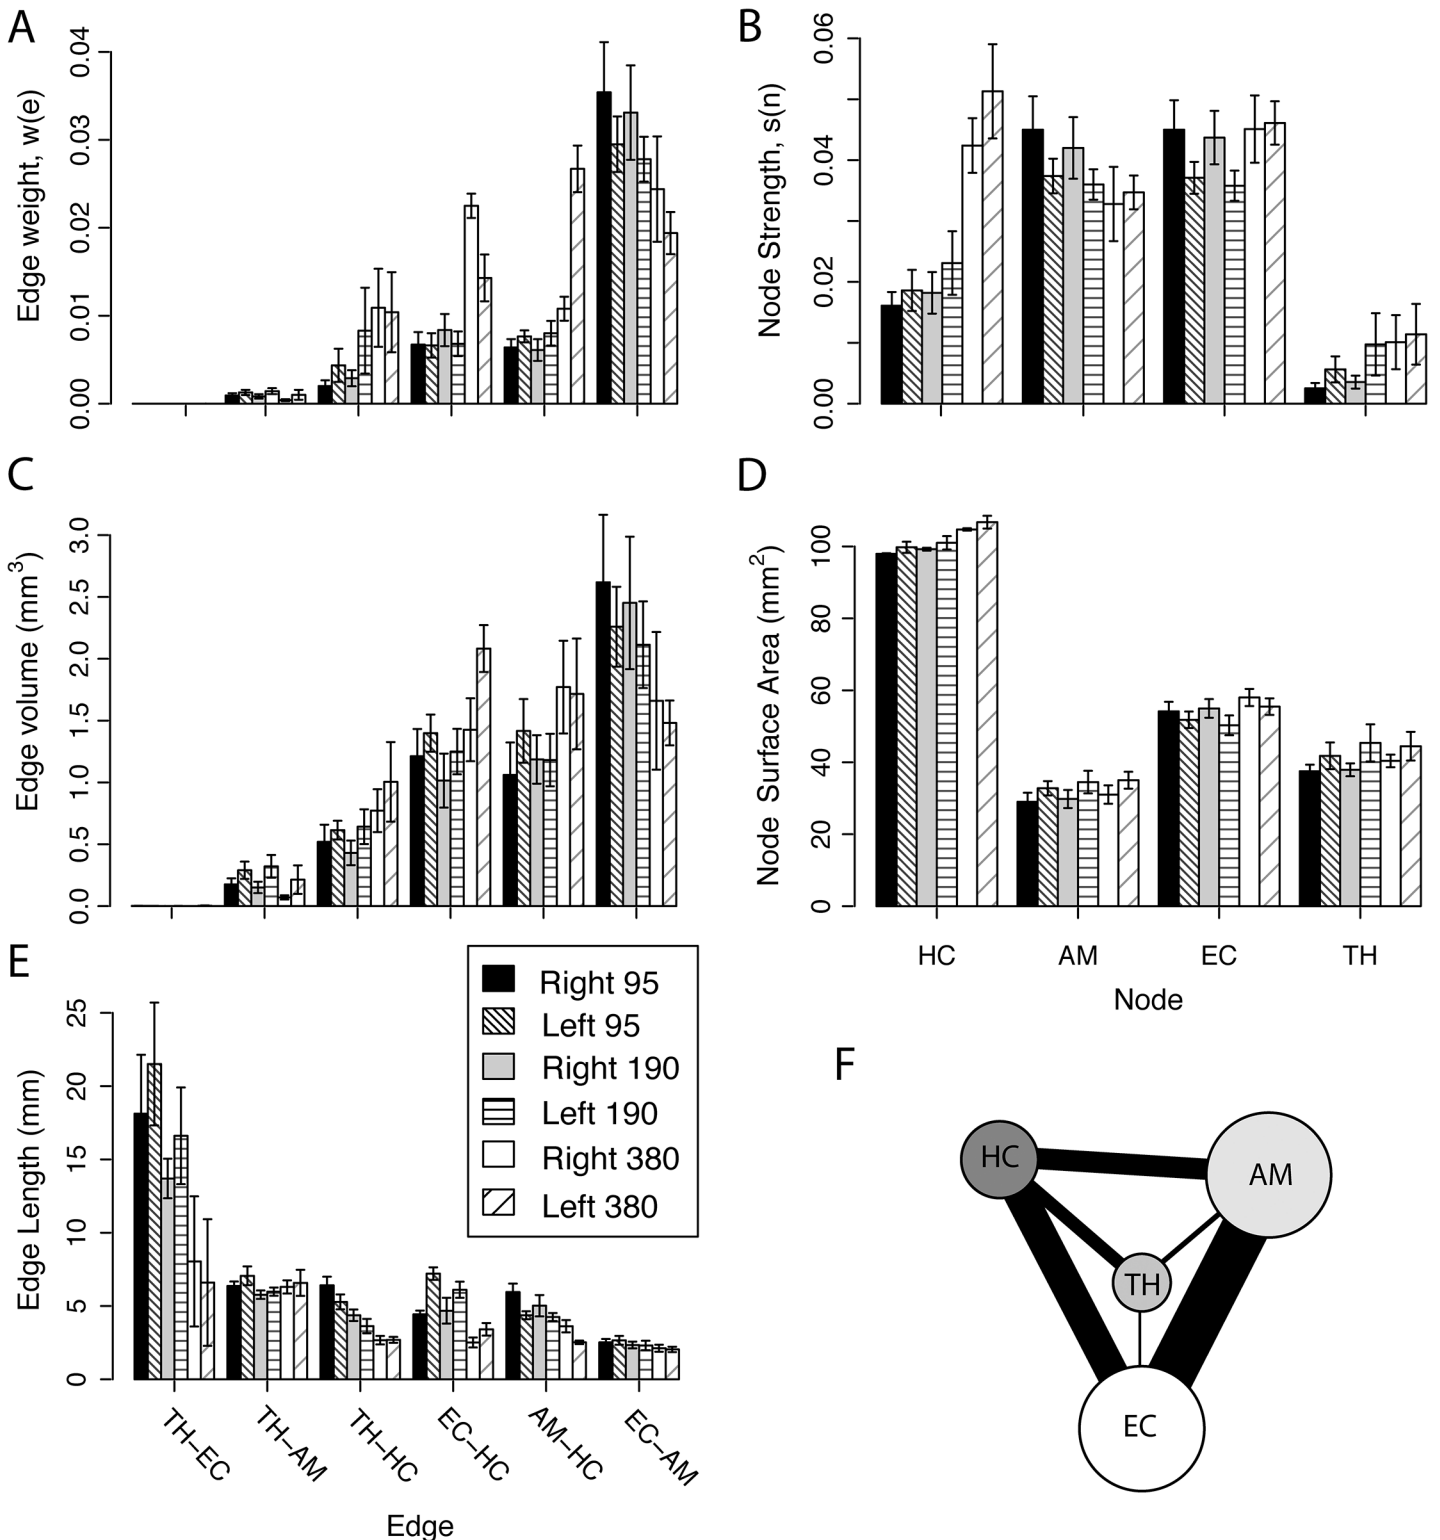 A
Edge weight, w(e)
0.04
0.03
0.02
0.01
0.00
B
Node Strength, s(n)
0.06
0.04
0.02
0.00
C
Edge volume (mm³)
3.0
2.5
2.0
1.5
1.0
0.5
0.0
D
Node Surface Area (mm²)
100
80
60
40
20
0
HC AM EC TH
Node
E
Edge Length (mm)
25
20
15
10
5
0
Right 95
Left 95
Right 190
Left 190
Right 380
Left 380
TH–EC TH–AM TH–HC EC–HC AM–HC EC–AM
Edge
F
HC
AM
TH
EC